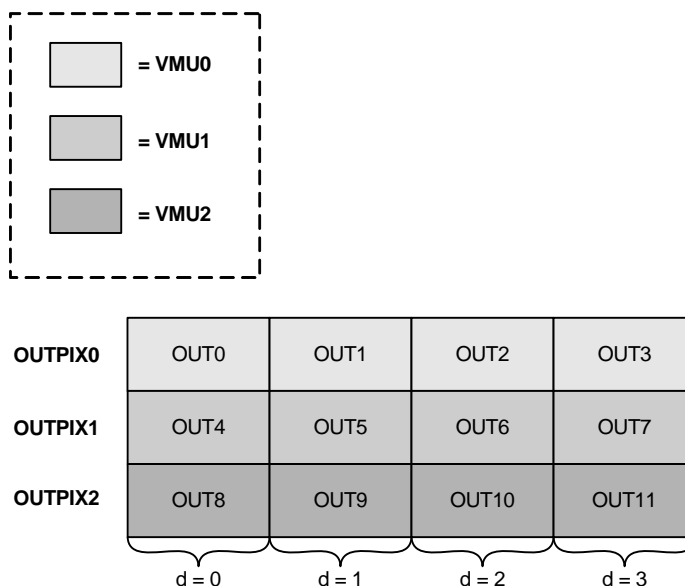 = VMU0
= VMU1
= VMU2
OUTPIX0 OUT0 OUT1 OUT2 OUT3
OUTPIX1 OUT4 OUT5 OUT6 OUT7
OUTPIX2 OUT8 OUT9 OUT10 OUT11
d = 0 d = 1 d = 2 d = 3